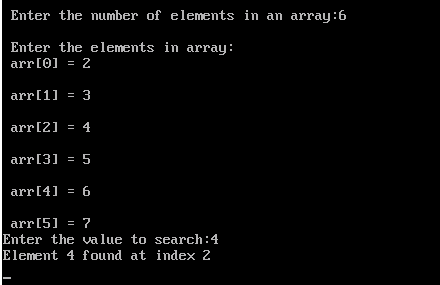 Enter the number of elements in an array:6
Enter the elements in array:
arr[0] = 2
arr[1] = 3
arr[2] = 4
arr[3] = 5
arr[4] = 6
arr[5] = 7
Enter the value to search:4
Element 4 found at index 2
_